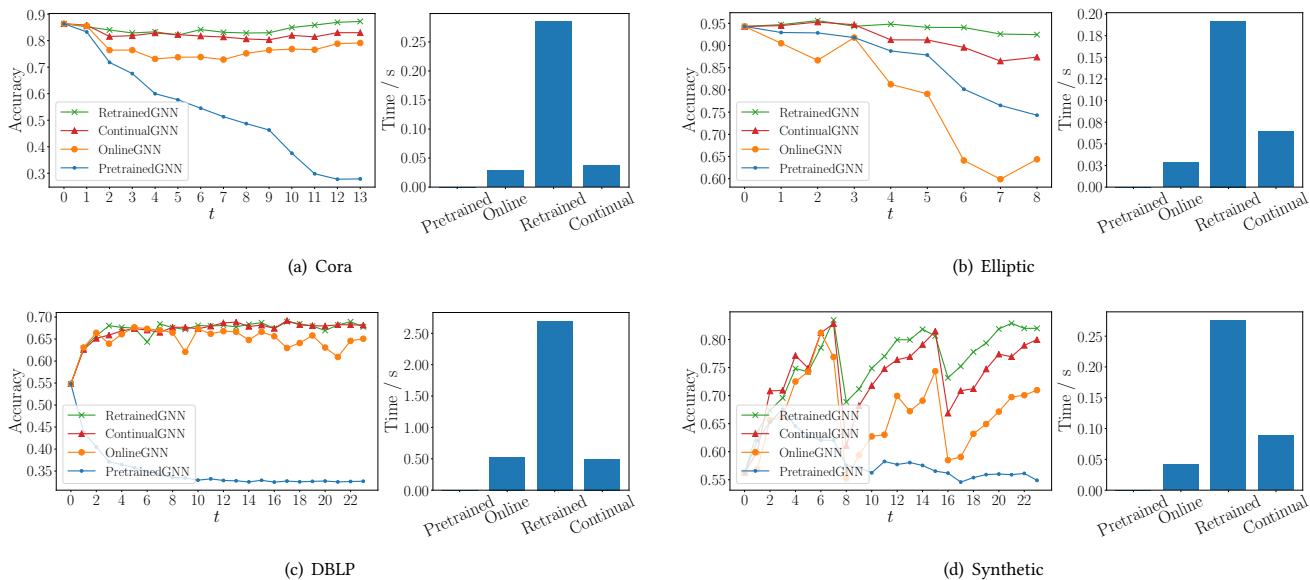 Accuracy
0.9
0.8
0.7
0.6
0.5
0.4
0.3
RetrainedGNN
ContinualGNN
OnlineGNN
PretrainedGNN
0 1 2 3 4 5 6 7 8 9 10 11 12 13
t
Time / s
0.25
0.20
0.15
0.10
0.05
0.00
Pretrained
Online
Retrained
Continual
(a) Cora
Accuracy
0.95
0.90
0.85
0.80
0.75
0.70
0.65
0.60
RetrainedGNN
ContinualGNN
OnlineGNN
PretrainedGNN
0 1 2 3 4 5 6 7 8
t
Time / s
0.20
0.18
0.15
0.12
0.10
0.08
0.05
0.03
0.00
Pretrained
Online
Retrained
Continual
(b) Elliptic
Accuracy
0.70
0.65
0.60
0.55
0.50
0.45
0.40
0.35
RetrainedGNN
ContinualGNN
OnlineGNN
PretrainedGNN
0 2 4 6 8 10 12 14 16 18 20 22
t
Time / s
2.50
2.00
1.50
1.00
0.50
0.00
Pretrained
Online
Retrained
Continual
(c) DBLP
Accuracy
0.80
0.75
0.70
0.65
0.60
0.55
RetrainedGNN
ContinualGNN
OnlineGNN
PretrainedGNN
0 2 4 6 8 10 12 14 16 18 20 22
t
Time / s
0.25
0.20
0.15
0.10
0.05
0.00
Pretrained
Online
Retrained
Continual
(d) Synthetic